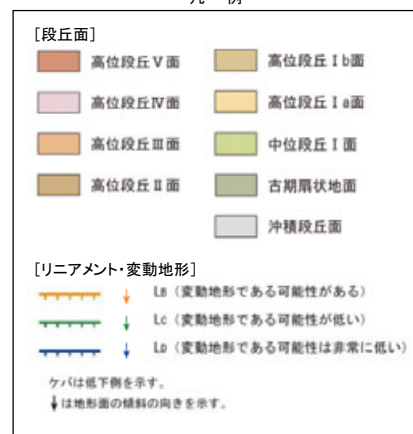 凡 例
[段丘面]
高位段丘Ⅴ面
高位段丘Ⅳ面
高位段丘Ⅲ面
高位段丘Ⅱ面
高位段丘Ⅰb面
高位段丘Ⅰa面
中位段丘Ⅰ面
古期扇状地面
沖積段丘面
[リニアメント・変動地形]
LB (変動地形である可能性がある)
LC (変動地形である可能性が低い)
LD (変動地形である可能性は非常に低い)
ケバは低下側を示す。
↓は地形面の傾斜の向きを示す。